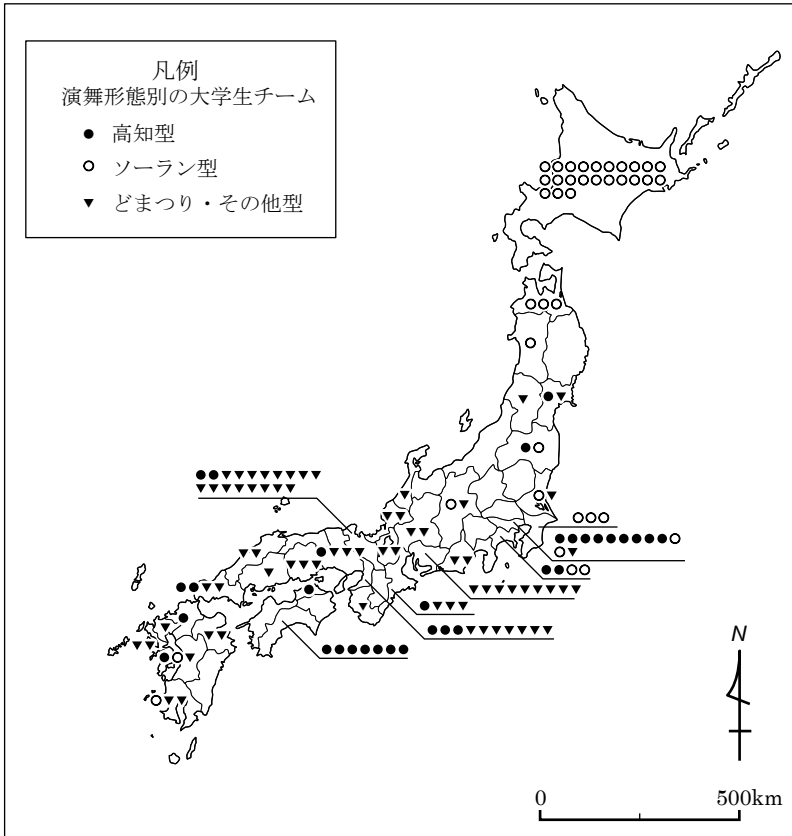 凡例
演舞形態別の大学生チーム
● 高知型
○ ソーラン型
▼ どまつり・その他型
N
0 500km